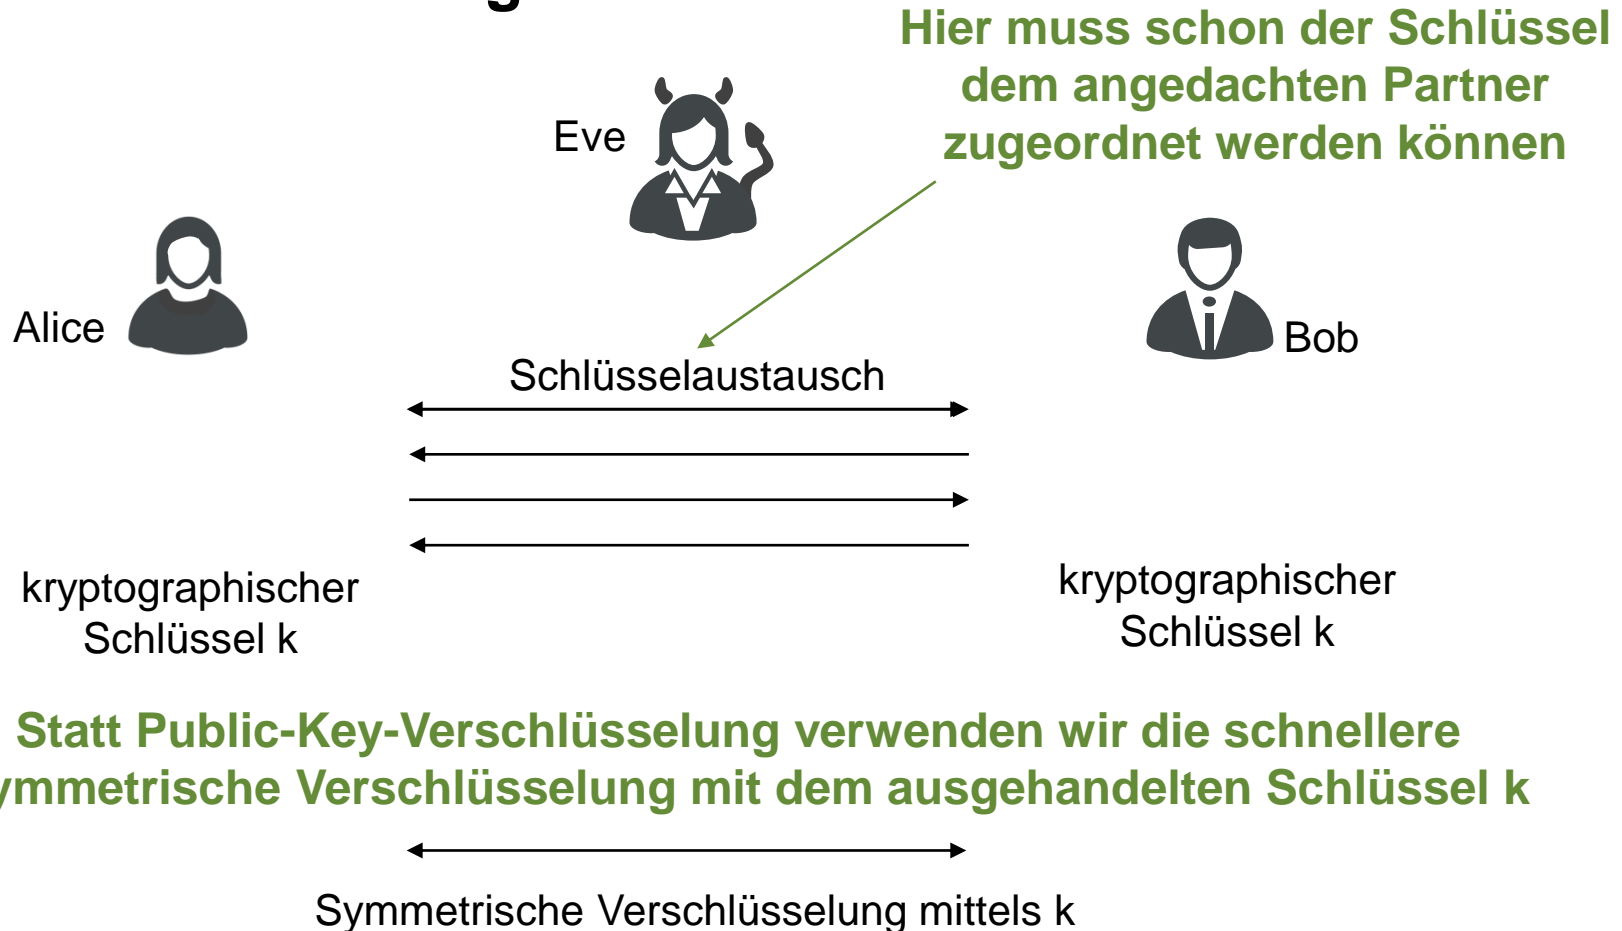 Hier muss schon der Schlüssel
dem angedachten Partner
zugeordnet werden können
Eve
Alice
Bob
Schlüsselaustausch
kryptographischer
Schlüssel k
kryptographischer
Schlüssel k
Statt Public-Key-Verschlüsselung verwenden wir die schnellere
ymmetrische Verschlüsselung mit dem ausgehandelten Schlüssel k
Symmetrische Verschlüsselung mittels k